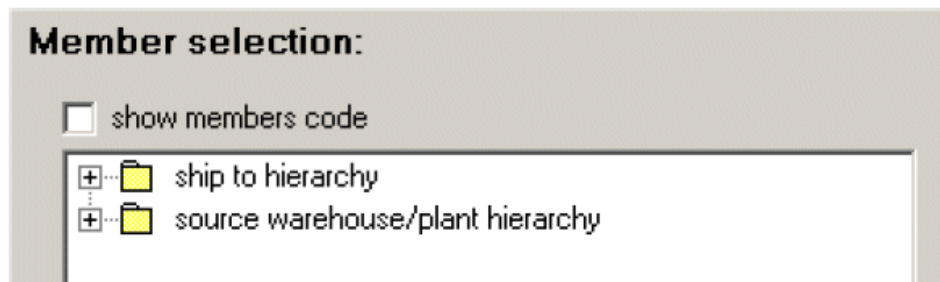 Member selection:
show members code
ship to hierarchy
source warehouse/plant hierarchy